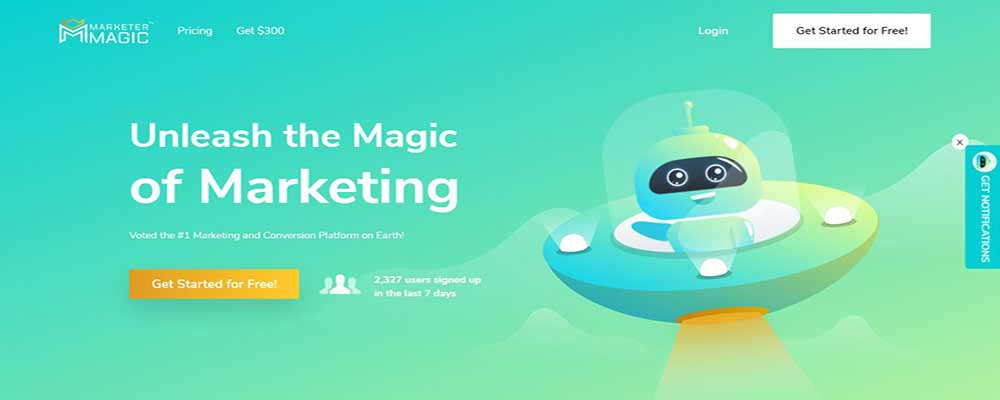 MARKETER
MAGIC
Pricing
Get $300
Login
Get Started for Free!
Unleash the Magic
of Marketing
Voted the #1 Marketing and Conversion Platform on Earth!
Get Started for Free!
2,327 users signed up
in the last 7 days
GET NOTIFICATIONS